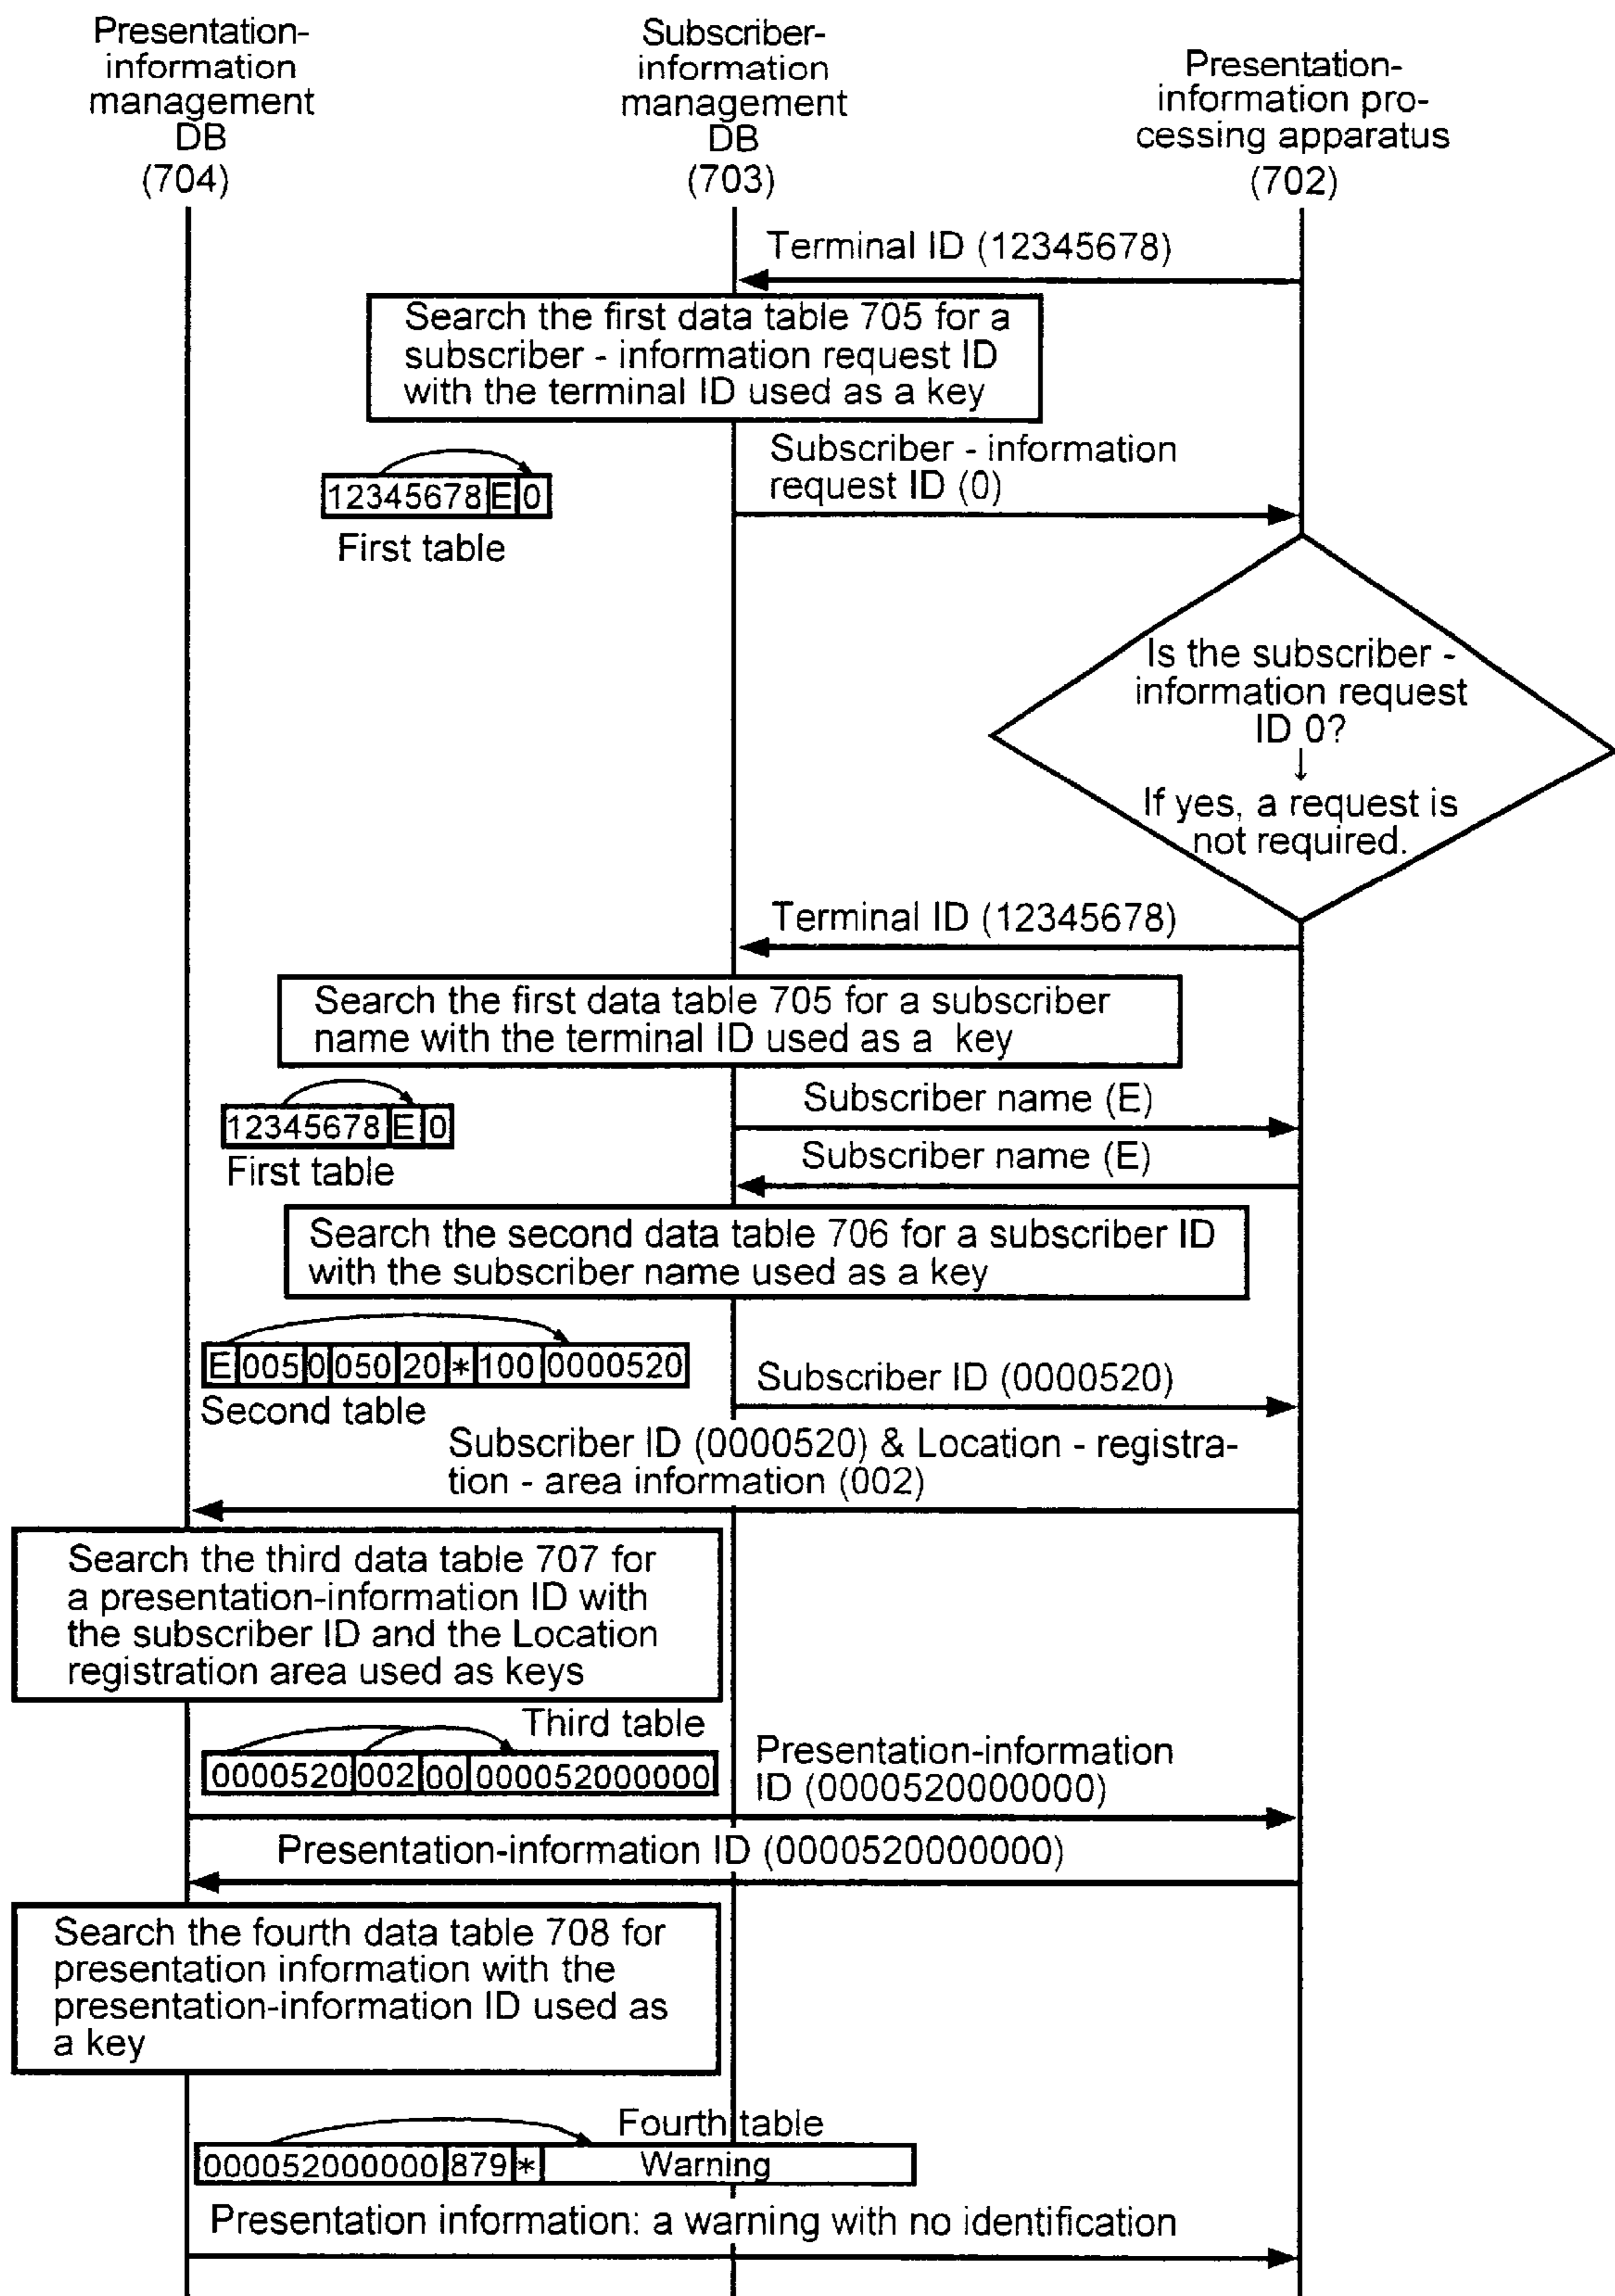 Presentation-
information
management
DB
(704)
Subscriber-
information
management
DB
(703)
Presentation-
information pro-
cessing apparatus
(702)
Terminal ID (12345678)
Search the first data table 705 for a
subscriber - information request ID
with the terminal ID used as a key
Subscriber - information
request ID (0)
12345678 E 0
First table
Is the subscriber -
information request
ID 0?
↓
If yes, a request is
not required.
Terminal ID (12345678)
Search the first data table 705 for a subscriber
name with the terminal ID used as a key
Subscriber name (E)
12345678 E 0
First table
Subscriber name (E)
Search the second data table 706 for a subscriber ID
with the subscriber name used as a key
E 005 0 050 20 * 100 0000520
Second table
Subscriber ID (0000520)
Subscriber ID (0000520) & Location - registra-
tion - area information (002)
Search the third data table 707 for
a presentation-information ID with
the subscriber ID and the Location
registration area used as keys
Third table
0000520 002 00 000052000000
Presentation-information
ID (0000520000000)
Presentation-information ID (0000520000000)
Search the fourth data table 708 for
presentation information with the
presentation-information ID used as
a key
Fourth table
000052000000 879 * Warning
Presentation information: a warning with no identification